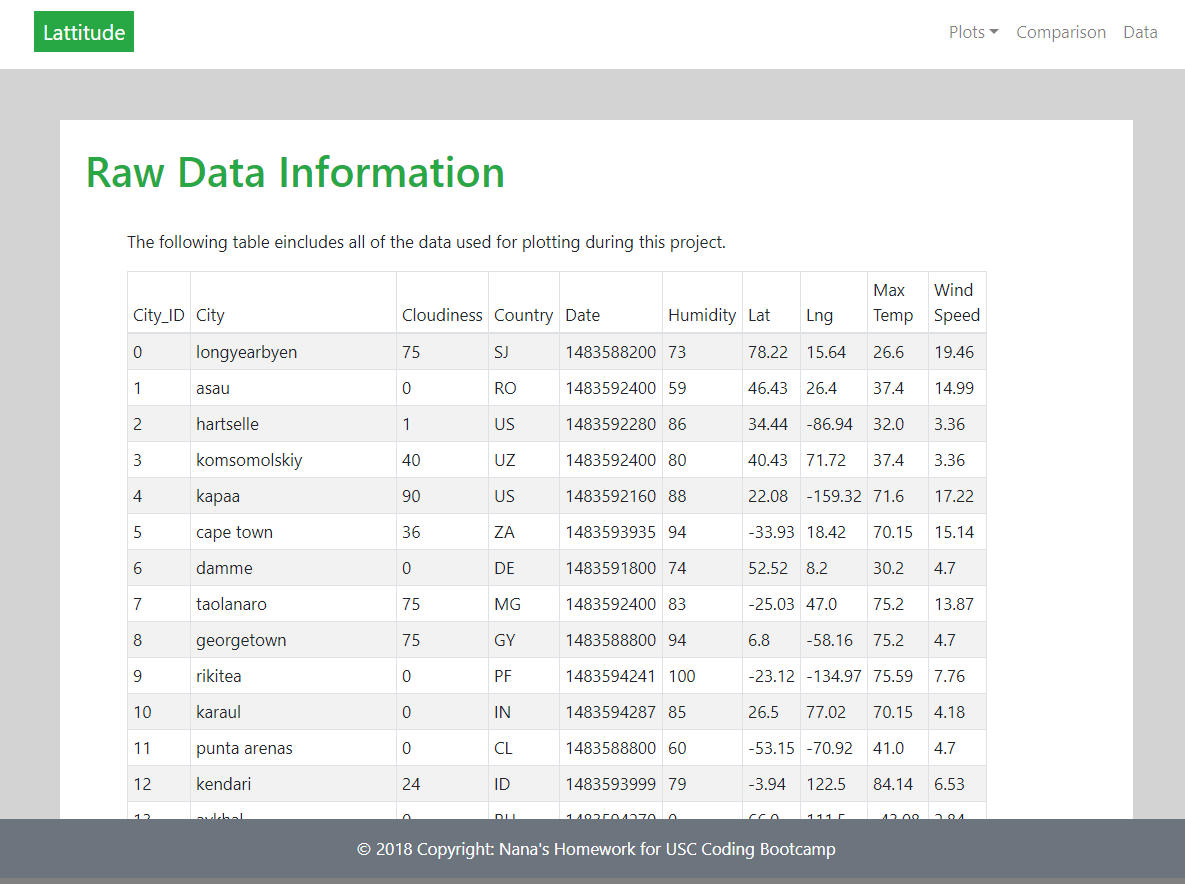 Lattitude
Plots Comparison Data
Raw Data Information
The following table eincludes all of the data used for plotting during this project.
City_ID City Cloudiness Country Date Humidity Lat Lng Max Temp Wind Speed
0 longyearbyen 75 SJ 1483588200 73 78.22 15.64 26.6 19.46
1 asau 0 RO 1483592400 59 46.43 26.4 37.4 14.99
2 hartselle 1 US 1483592280 86 34.44 -86.94 32.0 3.36
3 komsomolskiy 40 UZ 1483592400 80 40.43 71.72 37.4 3.36
4 kapaa 90 US 1483592160 88 22.08 -159.32 71.6 17.22
5 cape town 36 ZA 1483593935 94 -33.93 18.42 70.15 15.14
6 damme 0 DE 1483591800 74 52.52 8.2 30.2 4.7
7 taolanaro 75 MG 1483592400 83 -25.03 47.0 75.2 13.87
8 georgetown 75 GY 1483588800 94 6.8 -58.16 75.2 4.7
9 rikitea 0 PF 1483594241 100 -23.12 -134.97 75.59 7.76
10 karaul 0 IN 1483594287 85 26.5 77.02 70.15 4.18
11 punta arenas 0 CL 1483588800 60 -53.15 -70.92 41.0 4.7
12 kendari 24 ID 1483593999 79 -3.94 122.5 84.14 6.53
© 2018 Copyright: Nana's Homework for USC Coding Bootcamp